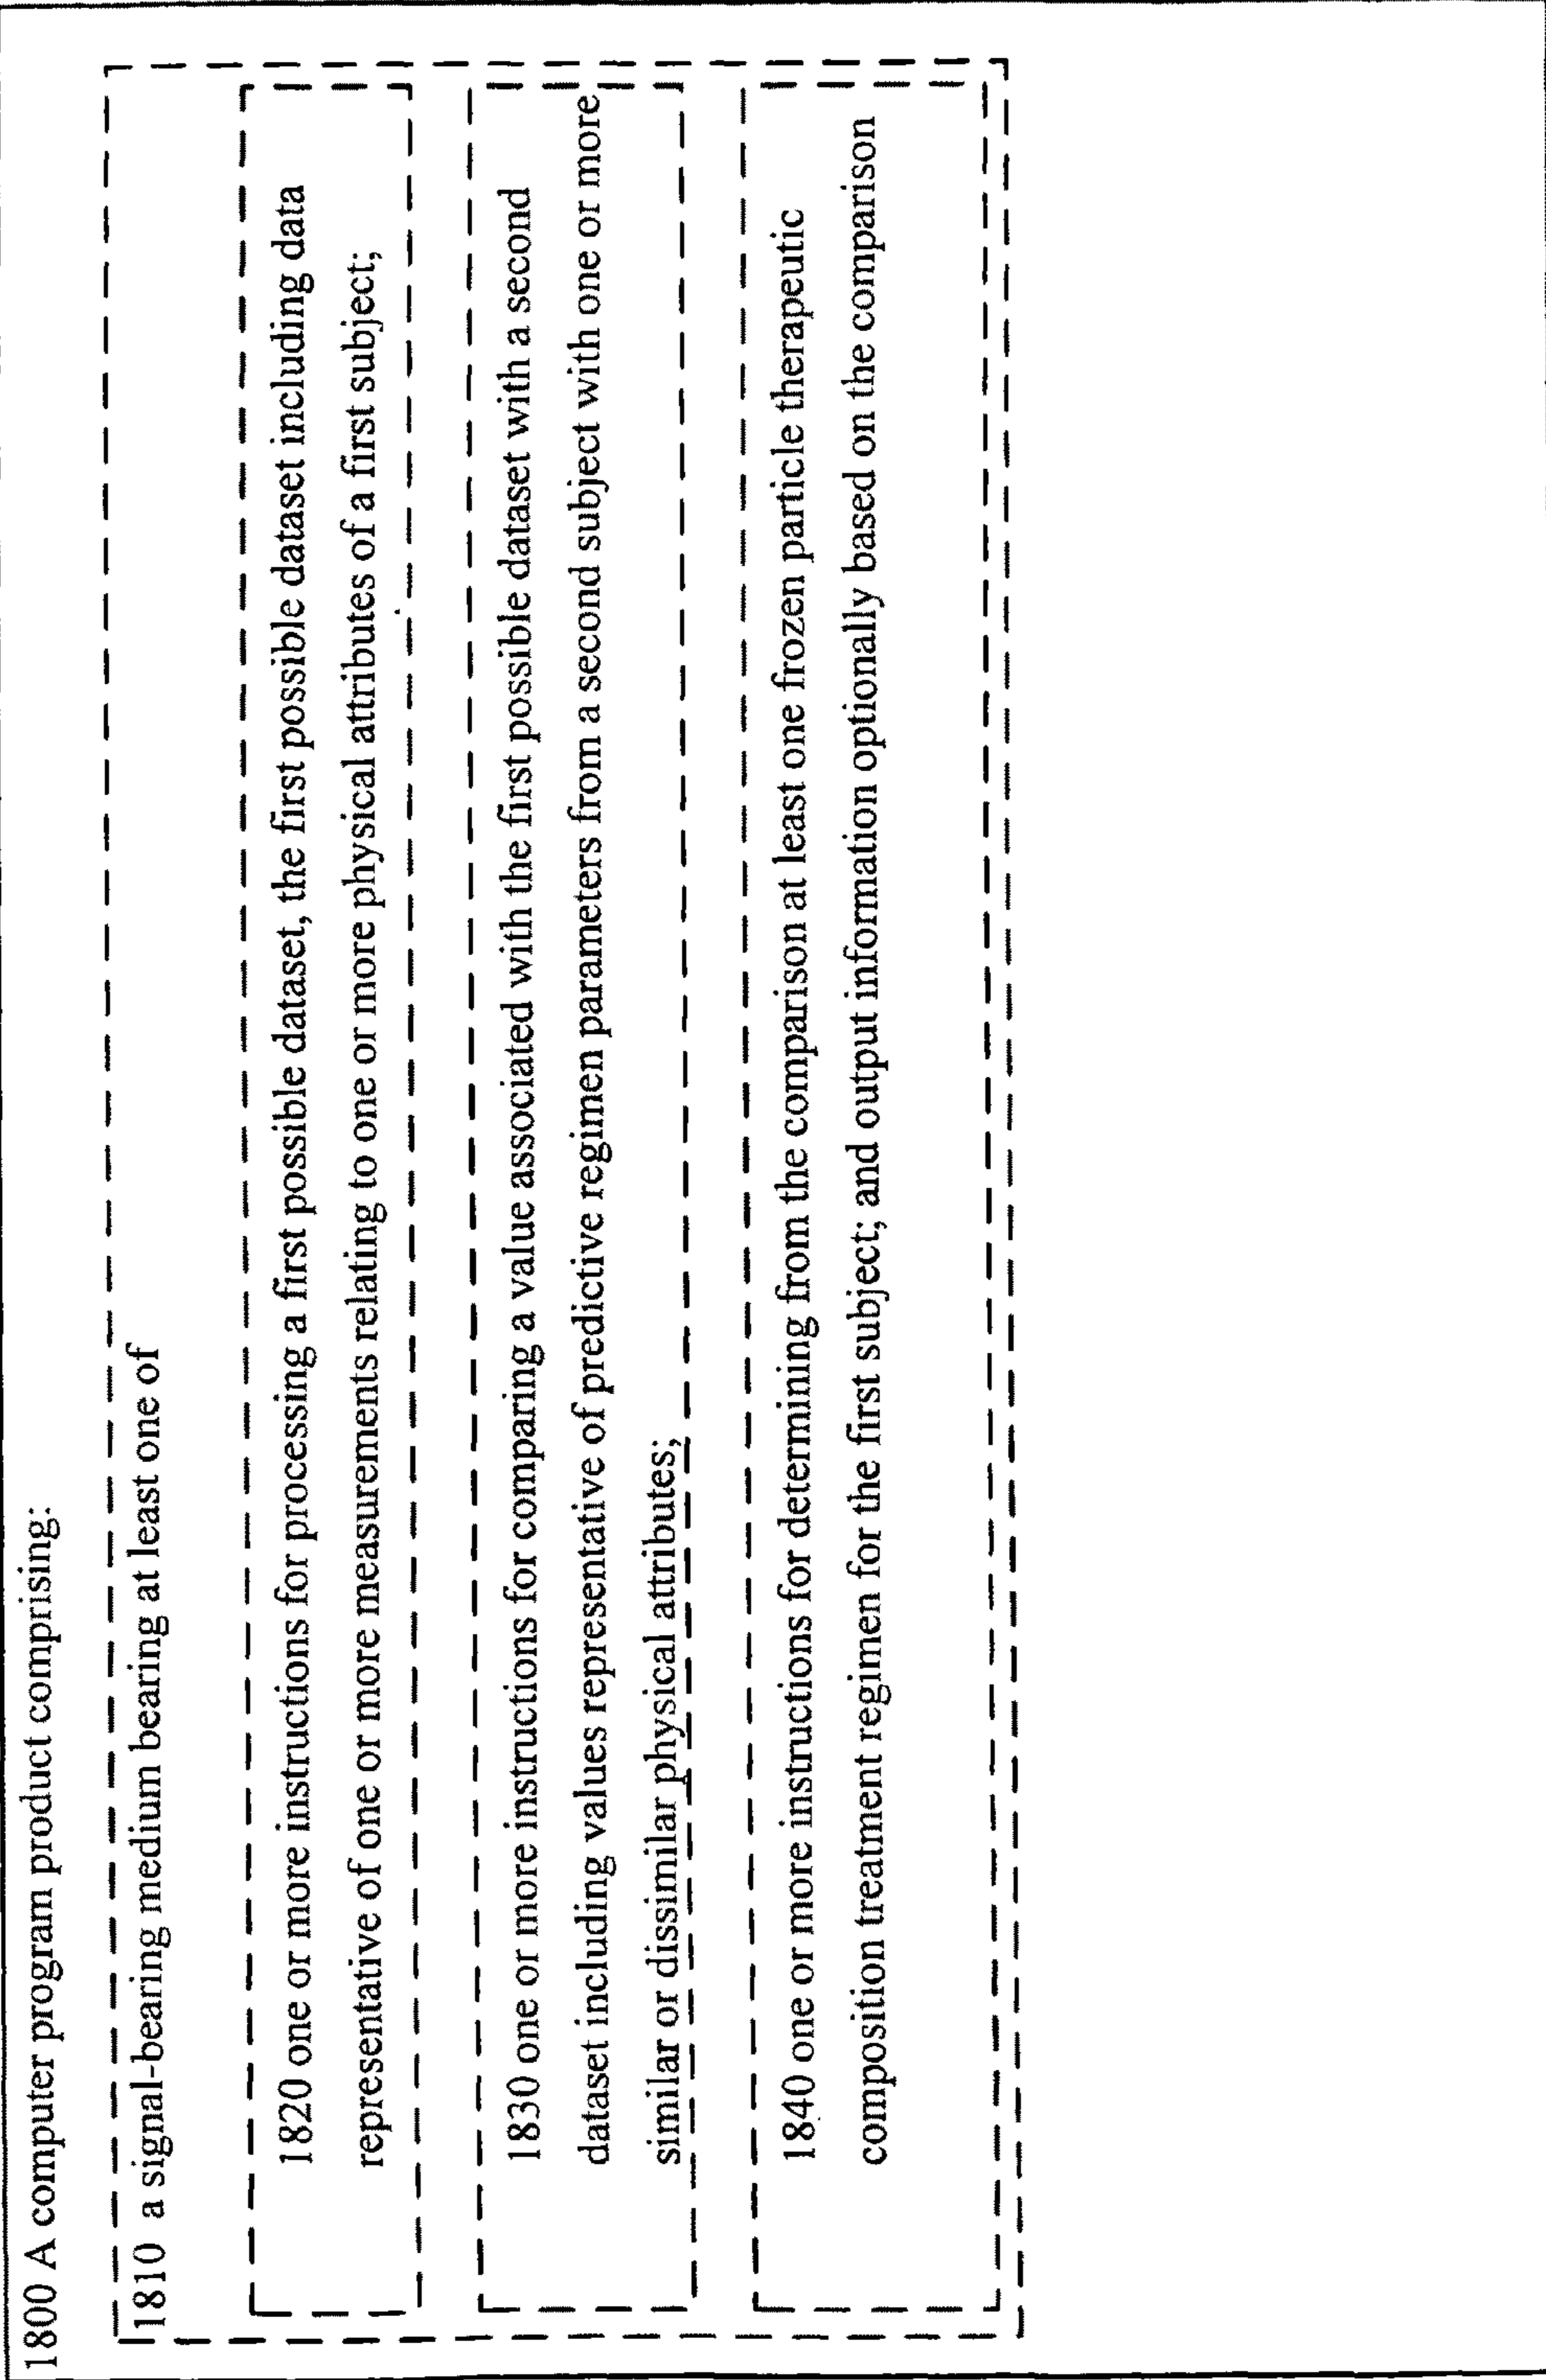 1800 A computer program product comprising:
1810 a signal-bearing medium bearing at least one of
1820 one or more instructions for processing a first possible dataset, the first possible dataset including data
representative of one or more measurements relating to one or more physical attributes of a first subject;
1830 one or more instructions for comparing a value associated with the first possible dataset with a second
dataset including values representative of predictive regimen parameters from a second subject with one or more
similar or dissimilar physical attributes;
1840 one or more instructions for determining from the comparison at least one frozen particle therapeutic
composition treatment regimen for the first subject; and output information optionally based on the comparison